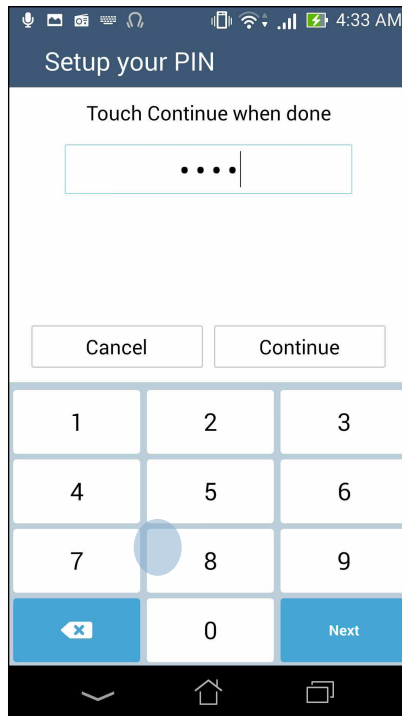 4:33 AM
Setup your PIN
Touch Continue when done
••••
Cancel Continue
1 2 3
4 5 6
7 8 9
0 Next